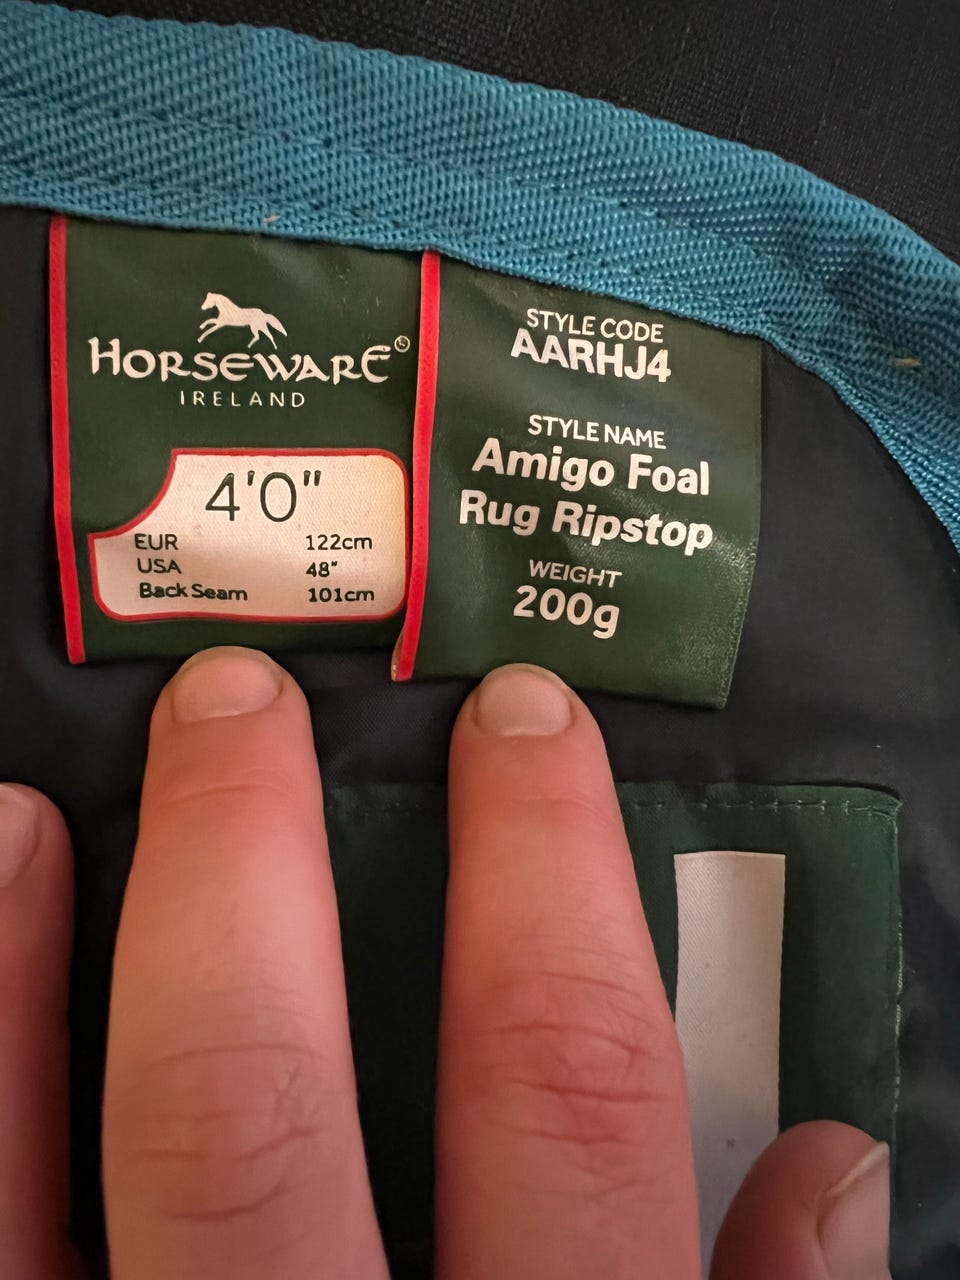 HORSEWARE®
IRELAND
4'0"
EUR 122cm
USA 48"
Back Seam 101cm
STYLE CODE
AARHJ4
STYLE NAME
Amigo Foal
Rug Ripstop
WEIGHT
200g